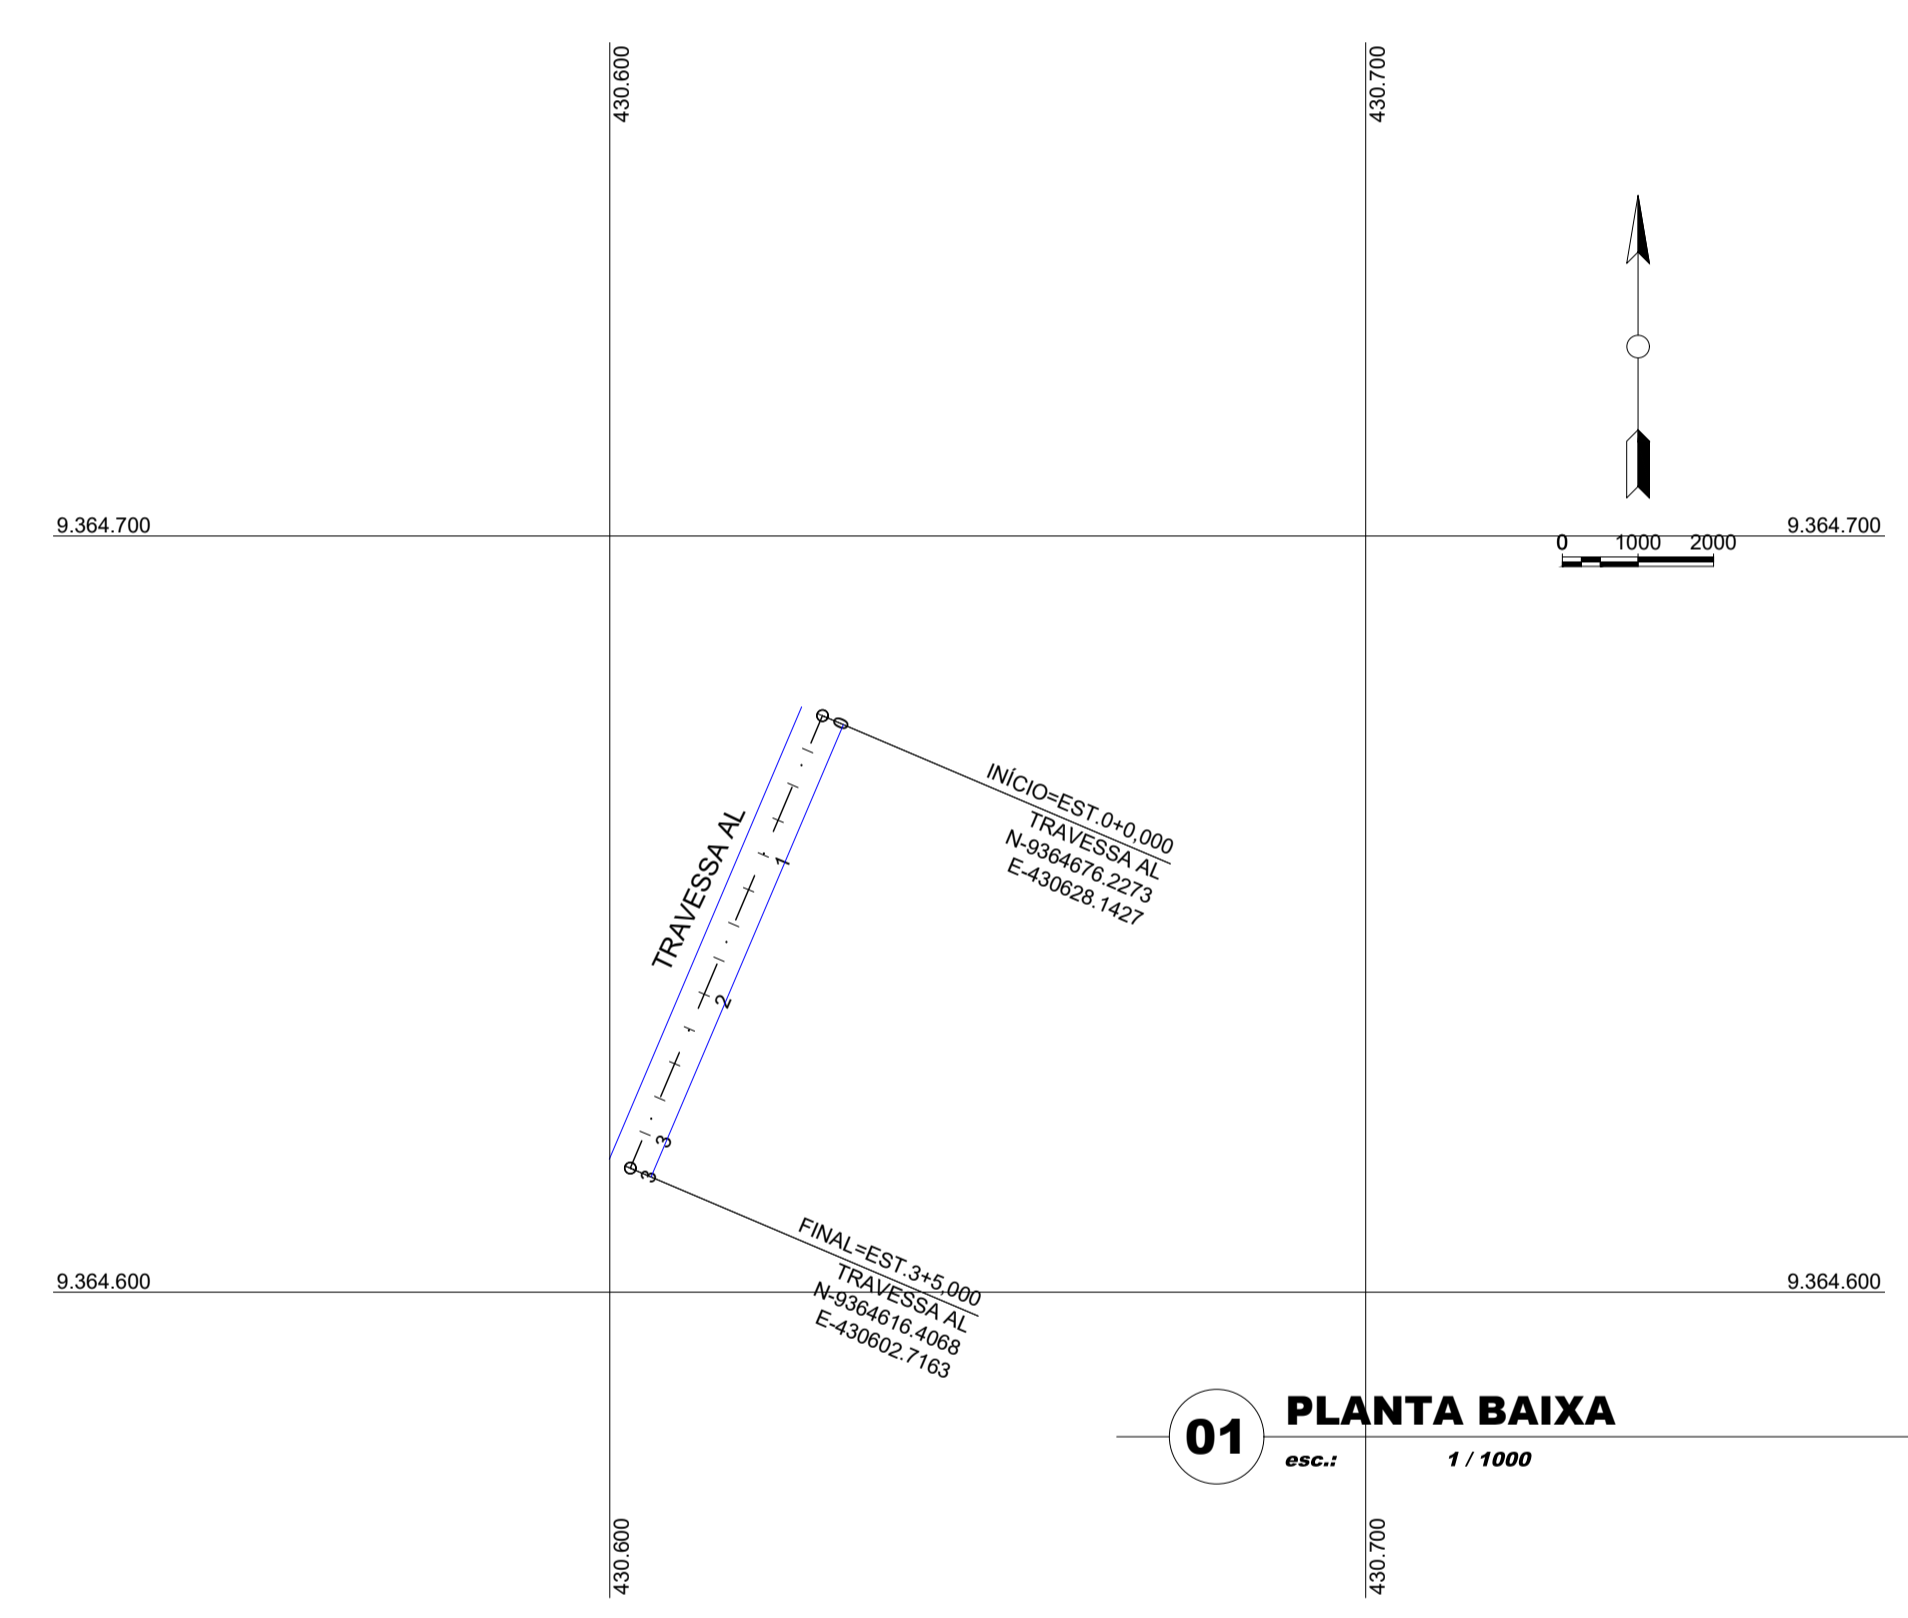 430.600
430.700
9.364.700
9.364.700
0 1000 2000
0
INÍCIO=EST.0+0,000
TRAVESSA AL
N-9364676.2273
E-430628.1427
TRAVESSA AL
1
2
3
3
FINAL=EST.3+5,000
TRAVESSA AL
N-9364616.4068
E-430602.7163
9.364.600
9.364.600
01
PLANTA BAIXA
esc.: 1 / 1000
430.600
430.700